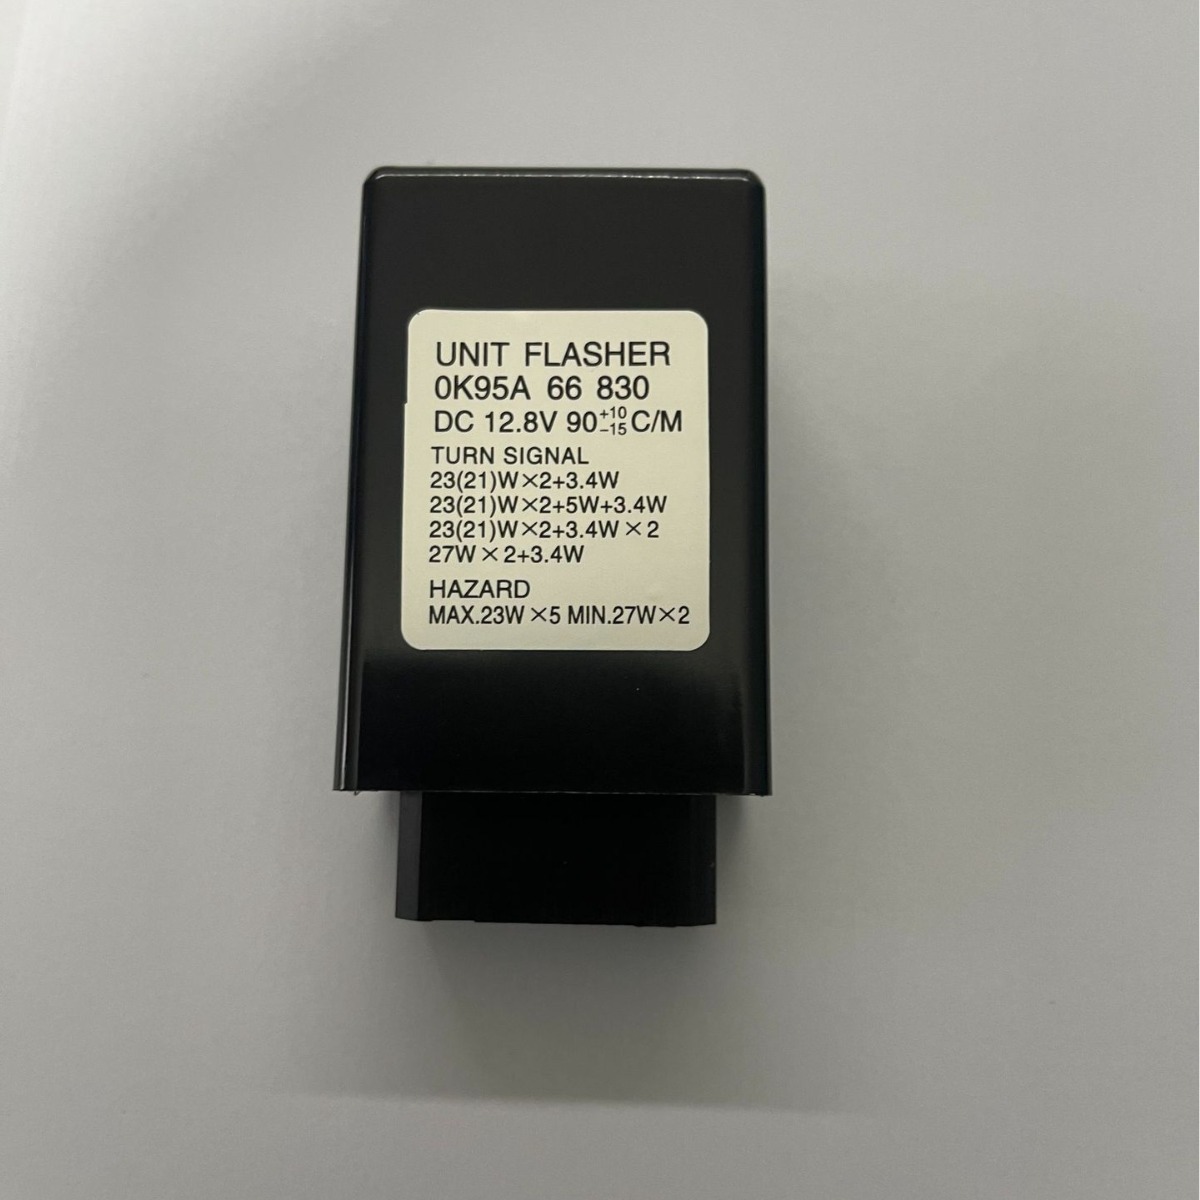 UNIT FLASHER
0K95A 66 830
DC 12.8V 90+10-15C/M
TURN SIGNAL
23(21)W×2+3.4W
23(21)W×2+5W+3.4W
23(21)W×2+3.4W×2
27W×2+3.4W
HAZARD
MAX.23W×5 MIN.27W×2